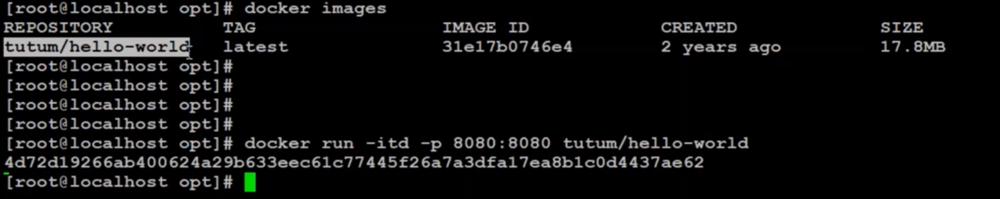 [root@localhost opt]# docker images
REPOSITORY TAG IMAGE ID CREATED SIZE
tutum/hello-world latest 31e17b0746e4 2 years ago 17.8MB
[root@localhost opt]#
[root@localhost opt]#
[root@localhost opt]#
[root@localhost opt]#
[root@localhost opt]# docker run -itd -p 8080:8080 tutum/hello-world
4d72d19266ab400624a29b633eec61c77445f26a7a3dfa17ea8b1c0d4437ae62
[root@localhost opt]#